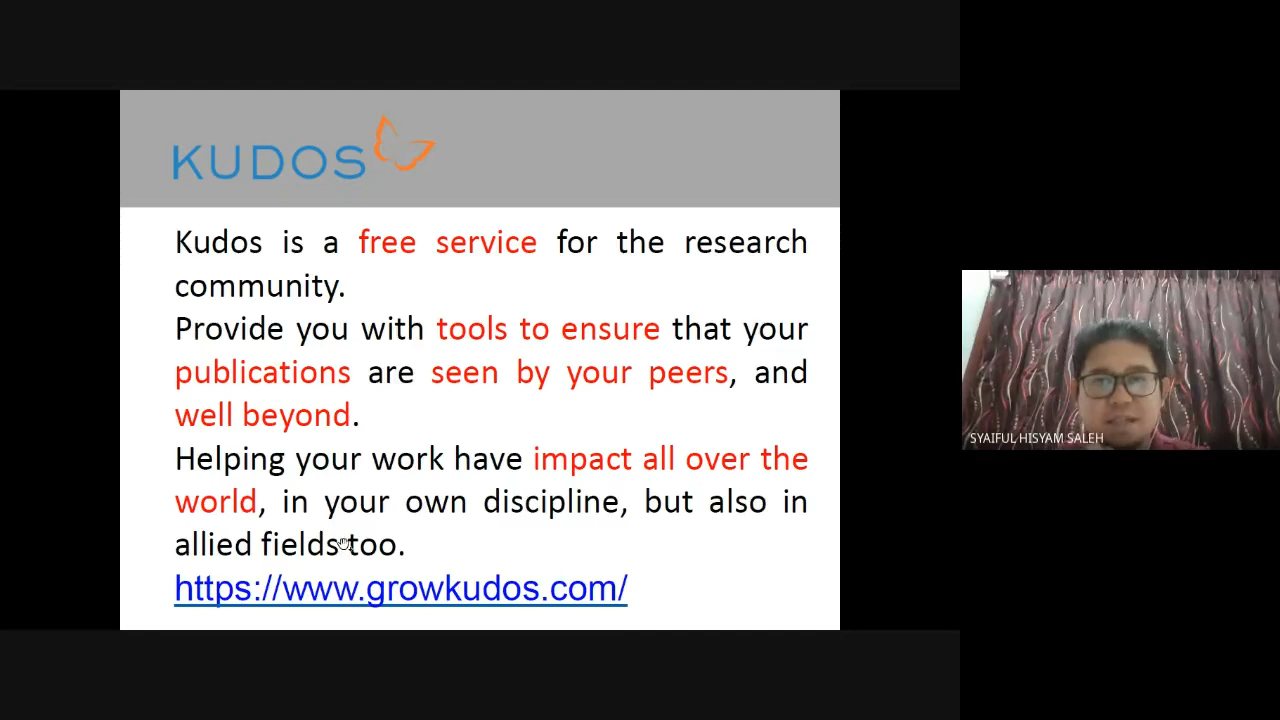 KUDOS
Kudos is a free service for the research
community.
Provide you with tools to ensure that your
publications are seen by your peers, and
well beyond.
Helping your work have impact all over the
world, in your own discipline, but also in
allied fields too.
https://www.growkudos.com/
SYAIFUL HISYAM SALEH